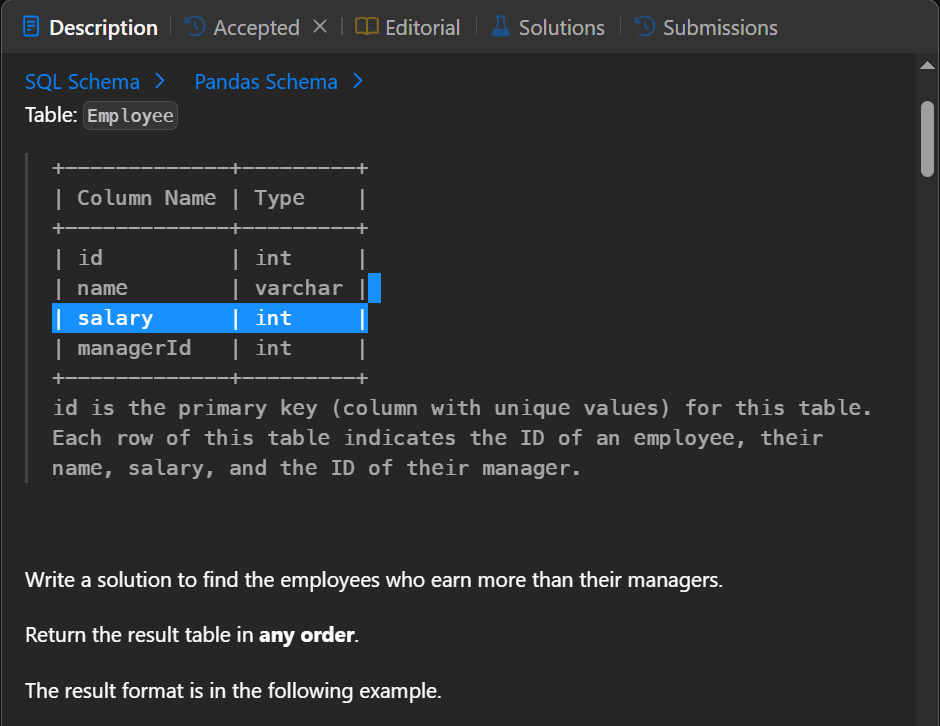 Description | Accepted × | Editorial | Solutions | Submissions
SQL Schema > Pandas Schema >
Table: Employee
+-------------+---------+
| Column Name | Type    |
+-------------+---------+
| id          | int     |
| name        | varchar |
| salary      | int     |
| managerId   | int     |
+-------------+---------+
id is the primary key (column with unique values) for this table.
Each row of this table indicates the ID of an employee, their
name, salary, and the ID of their manager.
Write a solution to find the employees who earn more than their managers.
Return the result table in any order.
The result format is in the following example.